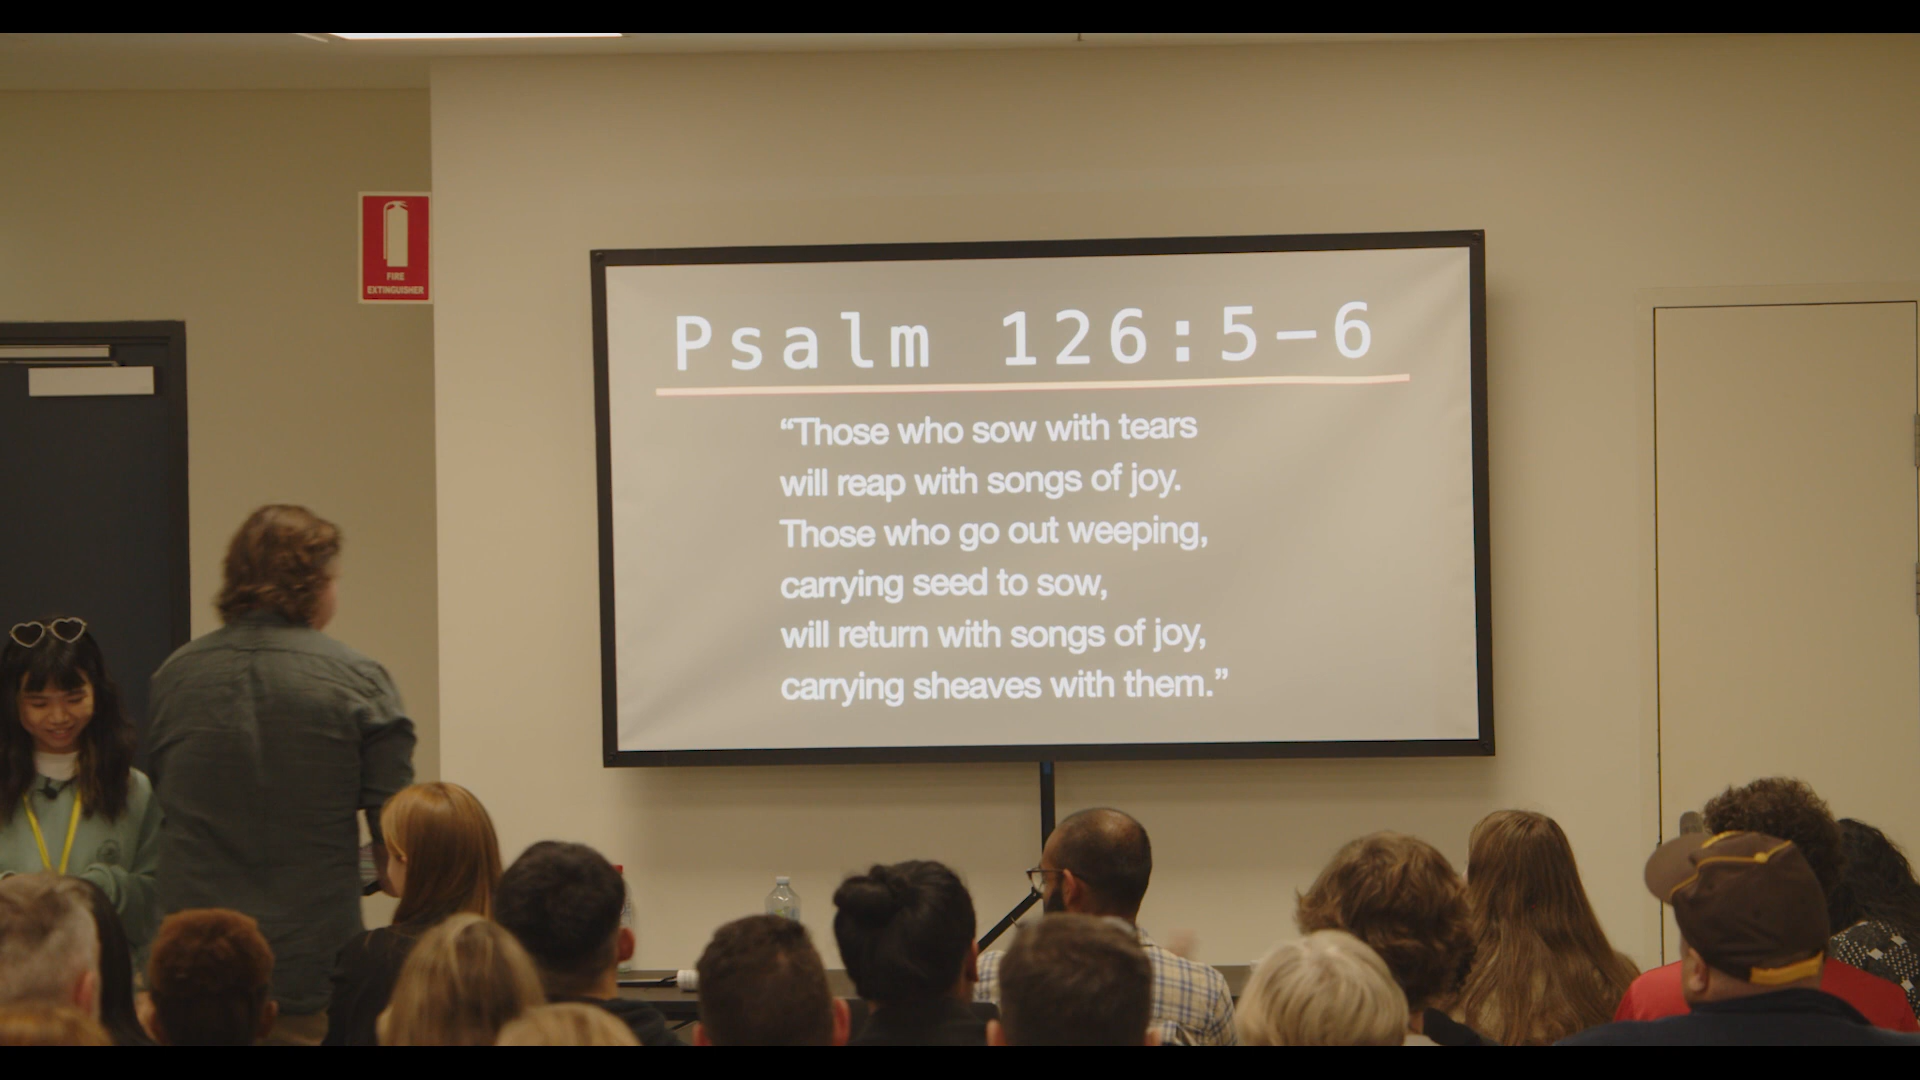 FIRE
EXTINGUISHER
Psalm 126:5–6
“Those who sow with tears
will reap with songs of joy.
Those who go out weeping,
carrying seed to sow,
will return with songs of joy,
carrying sheaves with them.”